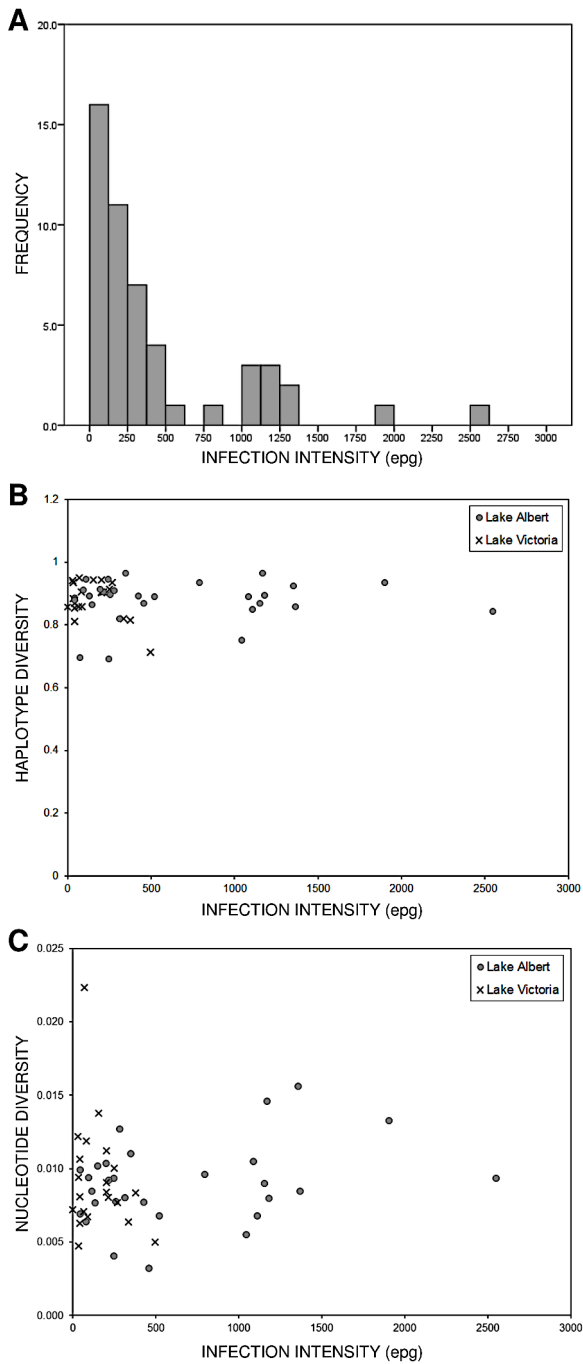 A
20.0
15.0
10.0
5.0
0.0
FREQUENCY
0 250 500 750 1000 1250 1500 1750 2000 2250 2500 2750 3000
INFECTION INTENSITY (epg)
B
1.2
1
0.8
0.6
0.4
0.2
0
HAPLOTYPE DIVERSITY
Lake Albert
Lake Victoria
0 500 1000 1500 2000 2500 3000
INFECTION INTENSITY (epg)
C
0.025
0.020
0.015
0.010
0.005
0.000
NUCLEOTIDE DIVERSITY
Lake Albert
Lake Victoria
0 500 1000 1500 2000 2500 3000
INFECTION INTENSITY (epg)